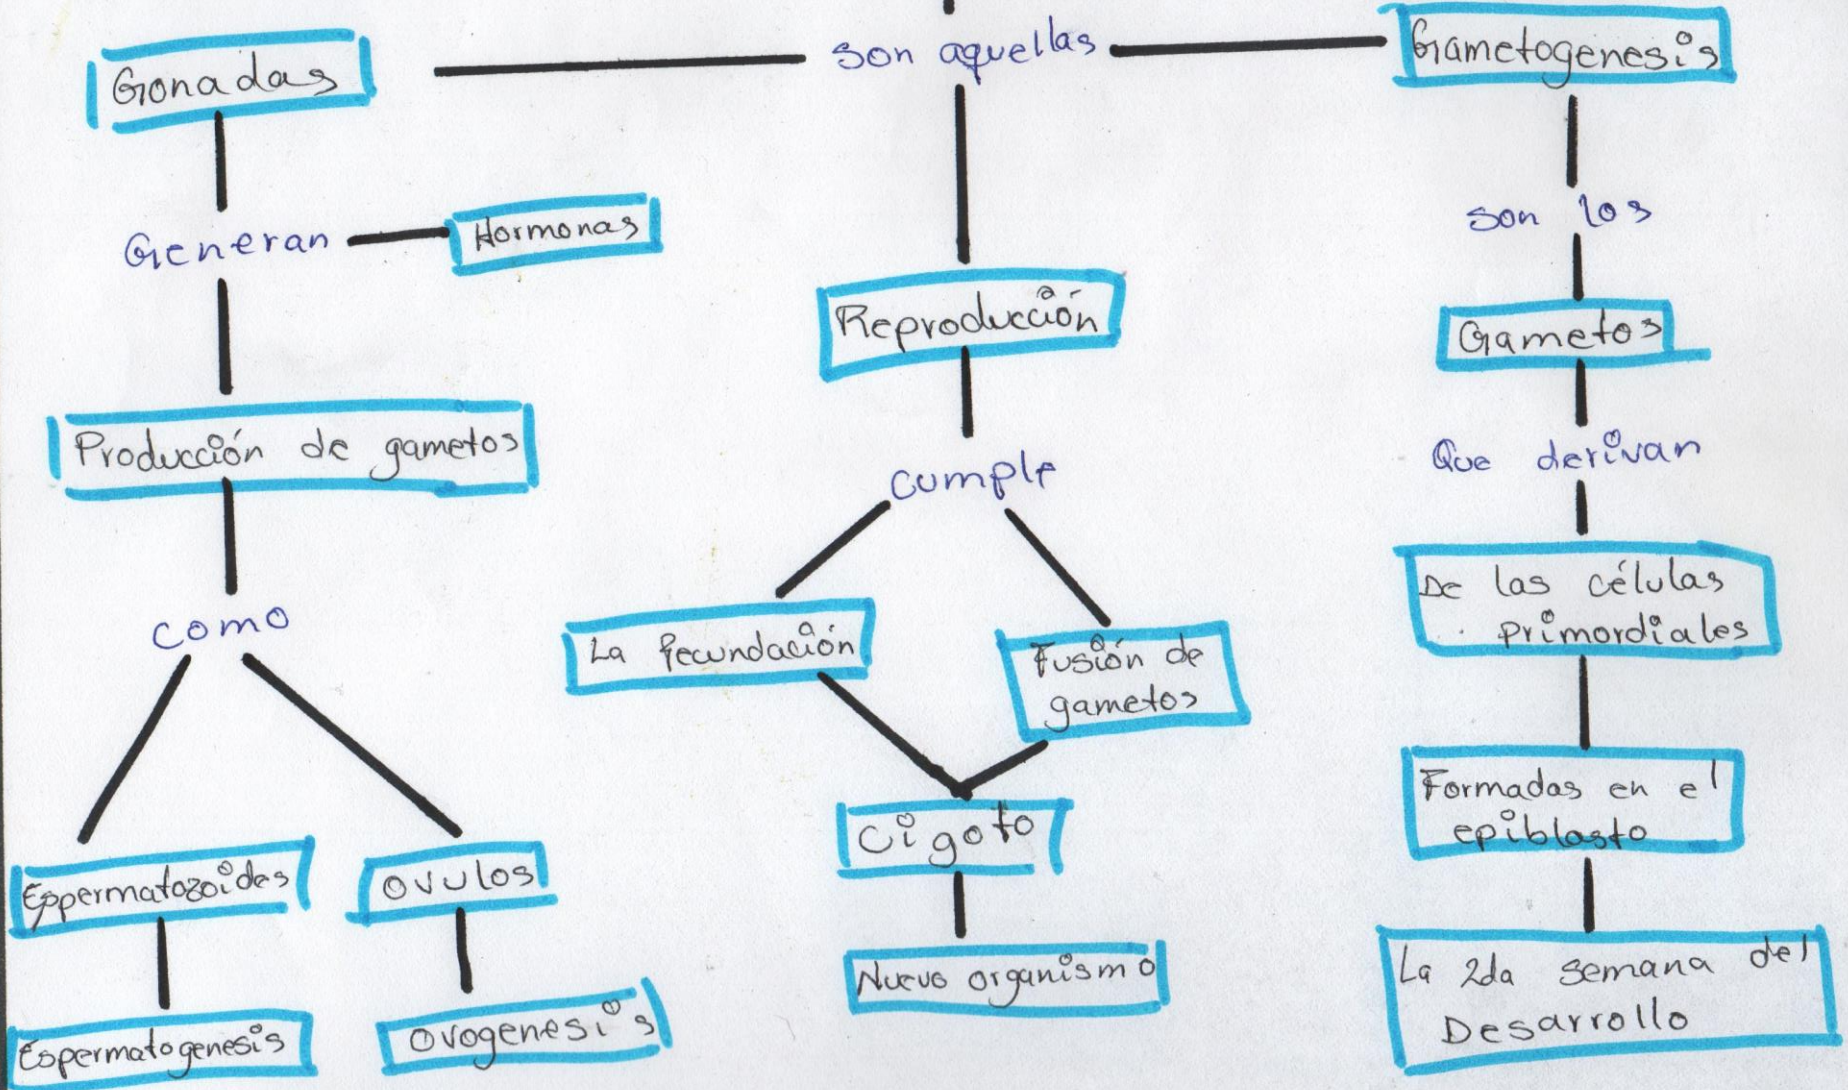 Gonadas
son aquellas
Gametogenesis
Generan
Hormonas
Reproducción
son los
Gametos
Producción de gametos
cumple
Que derivan
como
La fecundación
Fusión de
gametos
De las células
primordiales
Espermatozoides
ovulos
Cigoto
Formadas en el
epiblasto
Espermatogenesis
ovogenesis
Nuevo organismo
La 2da semana del
Desarrollo